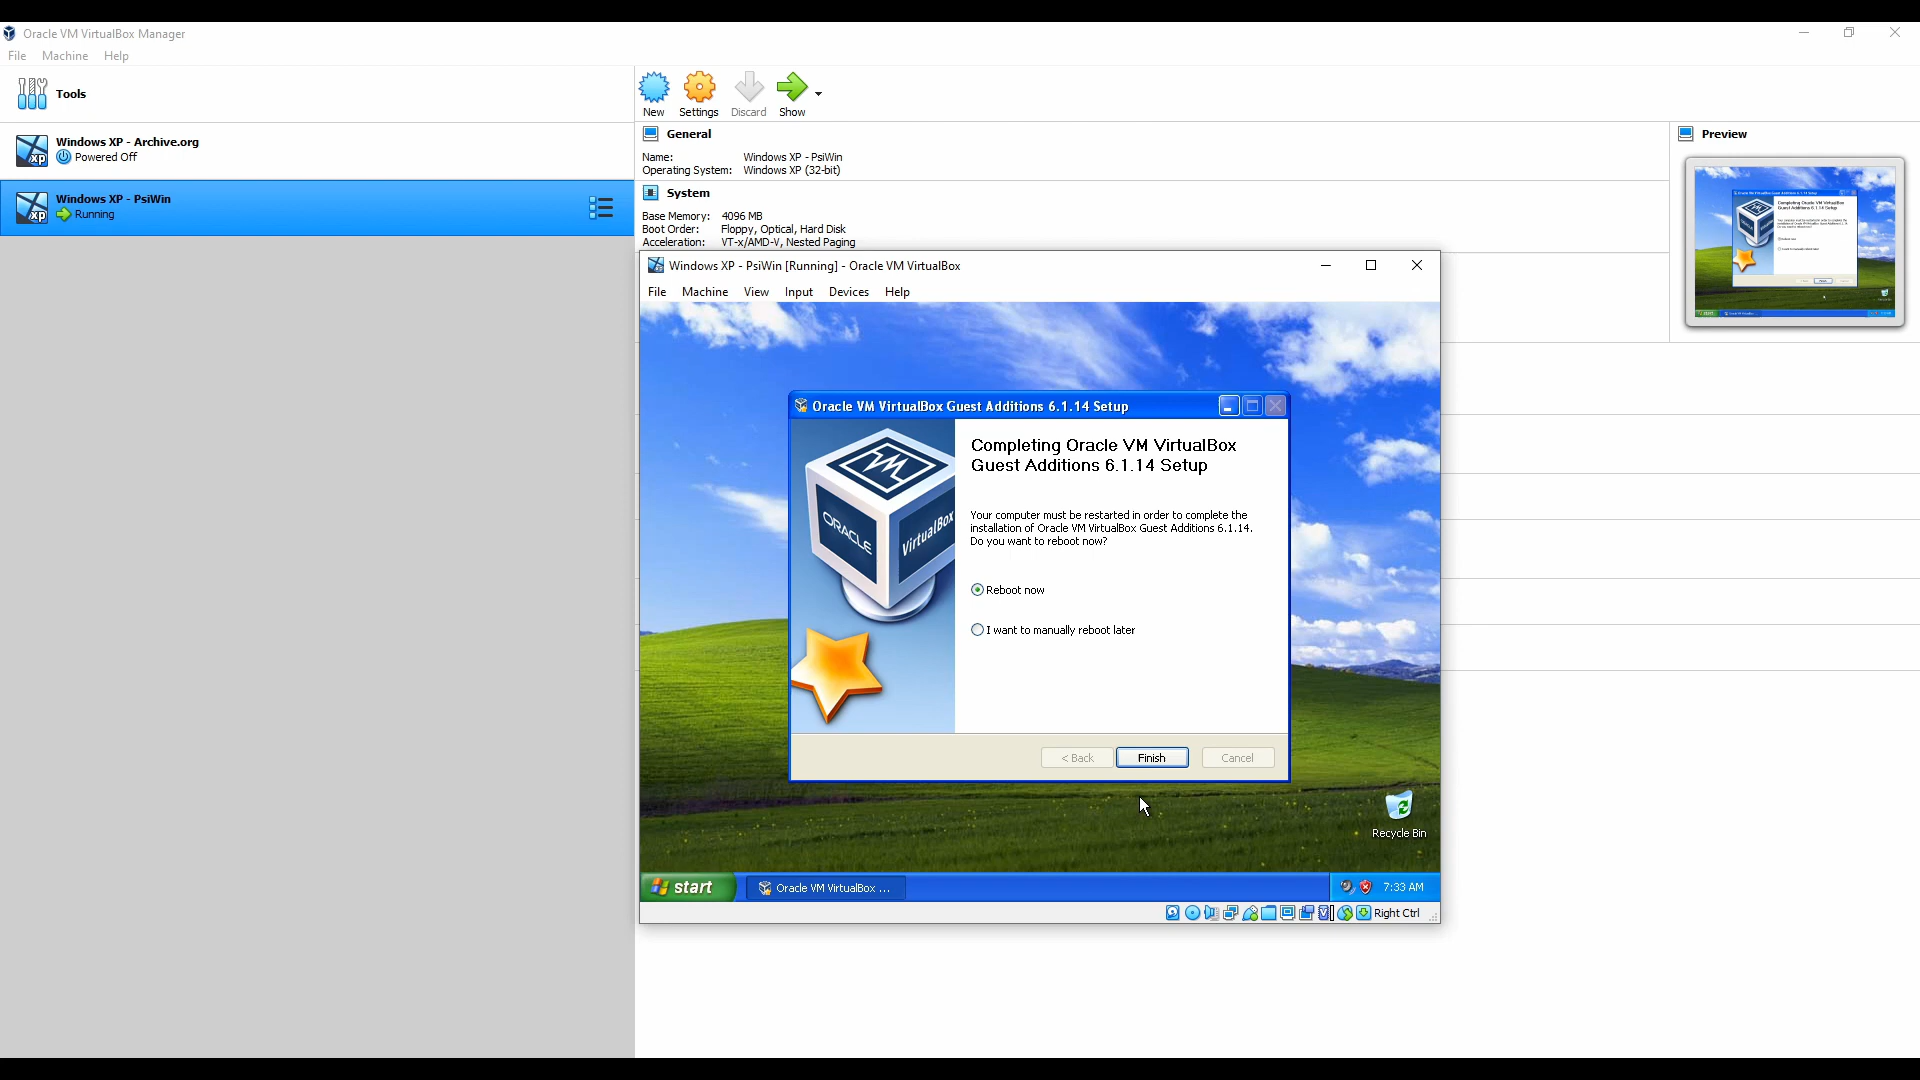 Oracle VM VirtualBox Manager
File Machine Help
Tools
New Settings Discard Show
Windows XP - Archive.org
Powered Off
Windows XP - PsiWin
Running
General
Name: Windows XP - PsiWin
Operating System: Windows XP (32-bit)
System
Base Memory: 4096 MB
Boot Order: Floppy, Optical, Hard Disk
Acceleration: VT-x/AMD-V, Nested Paging
Preview
Windows XP - PsiWin [Running] - Oracle VM VirtualBox
File Machine View Input Devices Help
Oracle VM VirtualBox Guest Additions 6.1.14 Setup
ORACLE
VirtualBox
Completing Oracle VM VirtualBox
Guest Additions 6.1.14 Setup
Your computer must be restarted in order to complete the
installation of Oracle VM VirtualBox Guest Additions 6.1.14.
Do you want to reboot now?
Reboot now
I want to manually reboot later
< Back Finish Cancel
Recycle Bin
start Oracle VM VirtualBox ... 7:33 AM
Right Ctrl